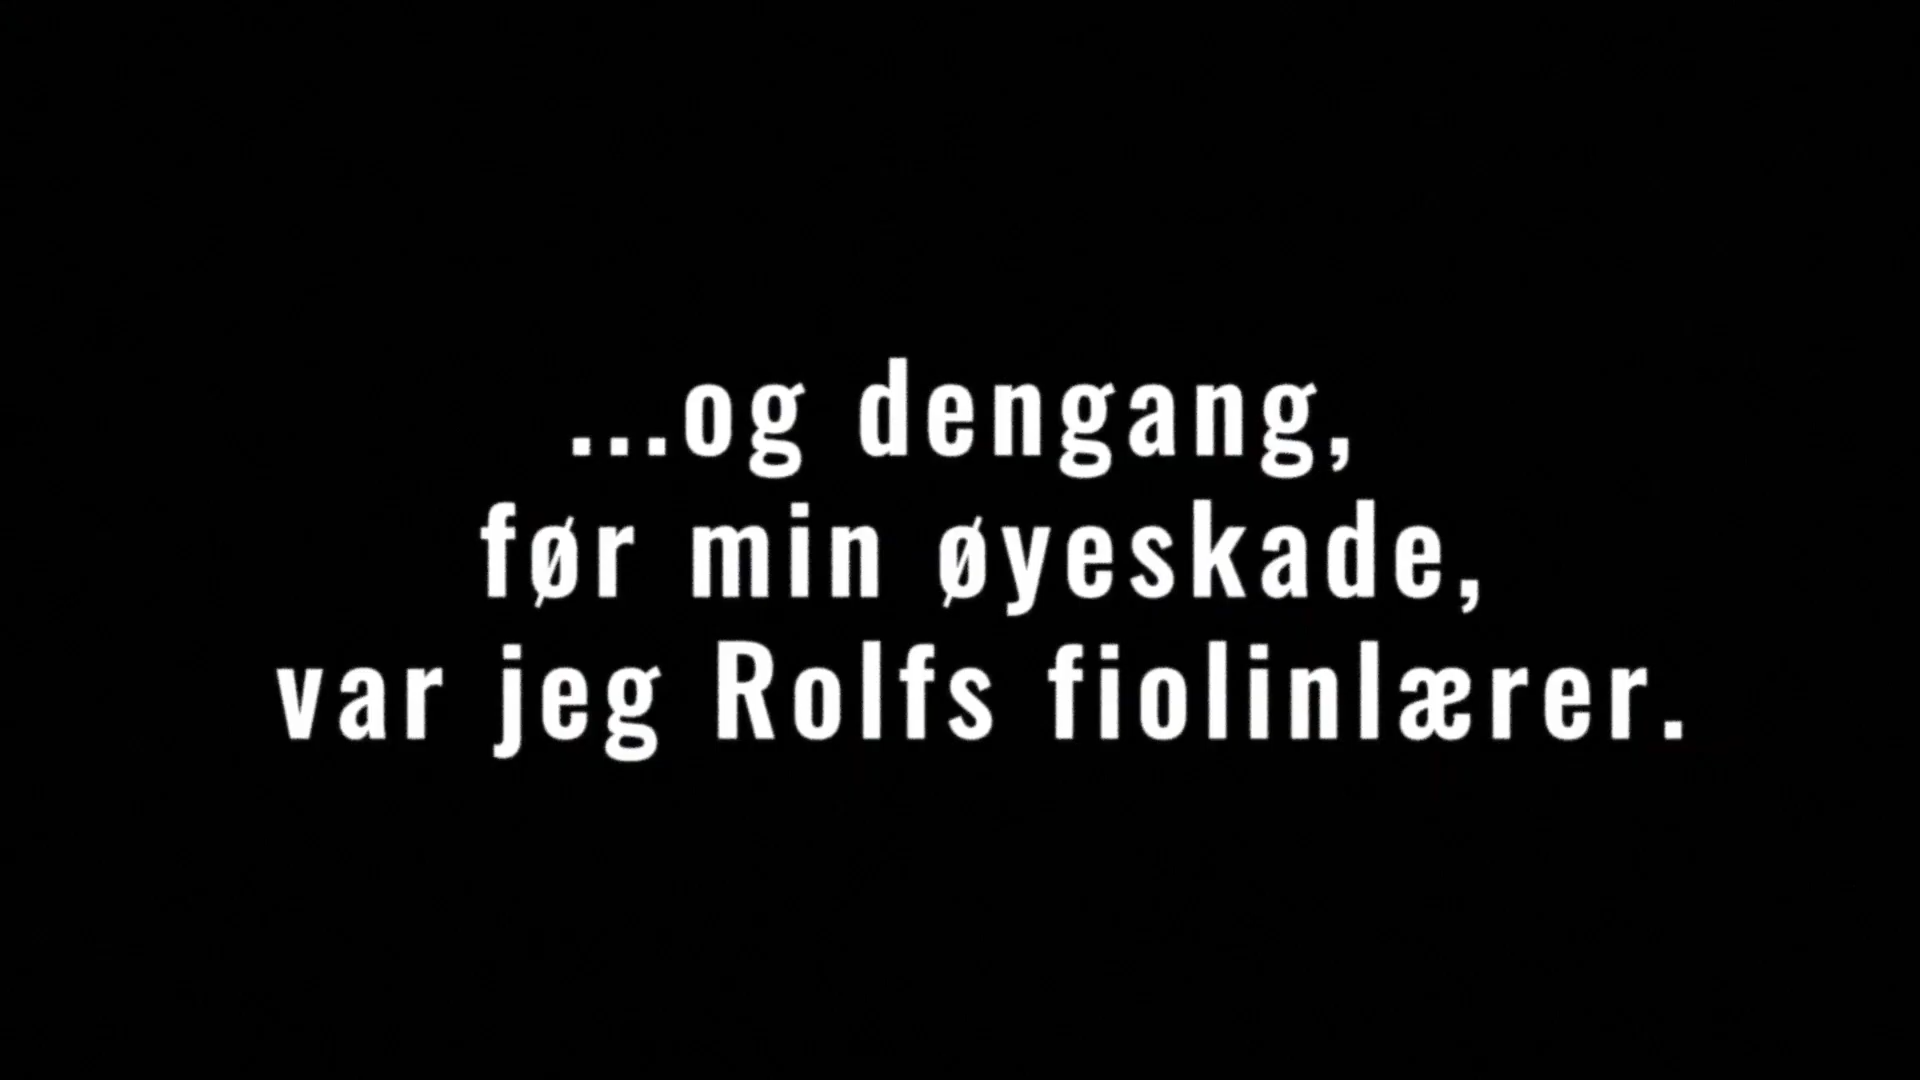 ...og dengang,
før min øyeskade,
var jeg Rolfs fiolinlærer.